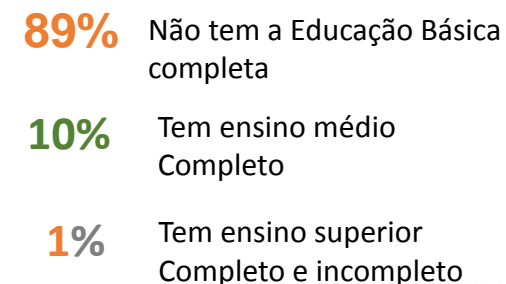 89% Não tem a Educação Básica
completa
10% Tem ensino médio
Completo
1% Tem ensino superior
Completo e incompleto